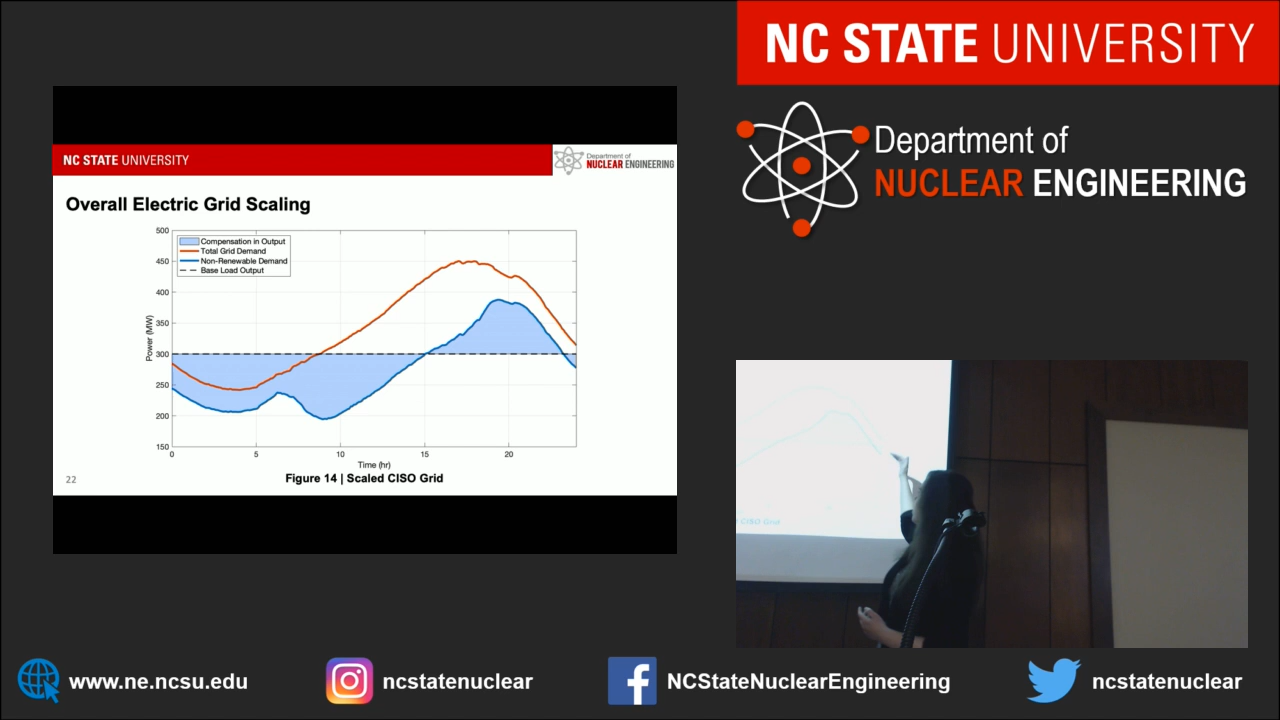 NC STATE UNIVERSITY
Department of
NUCLEAR ENGINEERING
NC STATE UNIVERSITY
Department of
NUCLEAR ENGINEERING
Overall Electric Grid Scaling
Compensation in Output
Total Grid Demand
Non-Renewable Demand
Base Load Output
500
450
400
350
300
250
200
150
Power (MW)
0
5
10
15
20
Time (hr)
22
Figure 14 | Scaled CISO Grid
CISO Grid
www.ne.ncsu.edu
ncstatenuclear
NCStateNuclearEngineering
ncstatenuclear